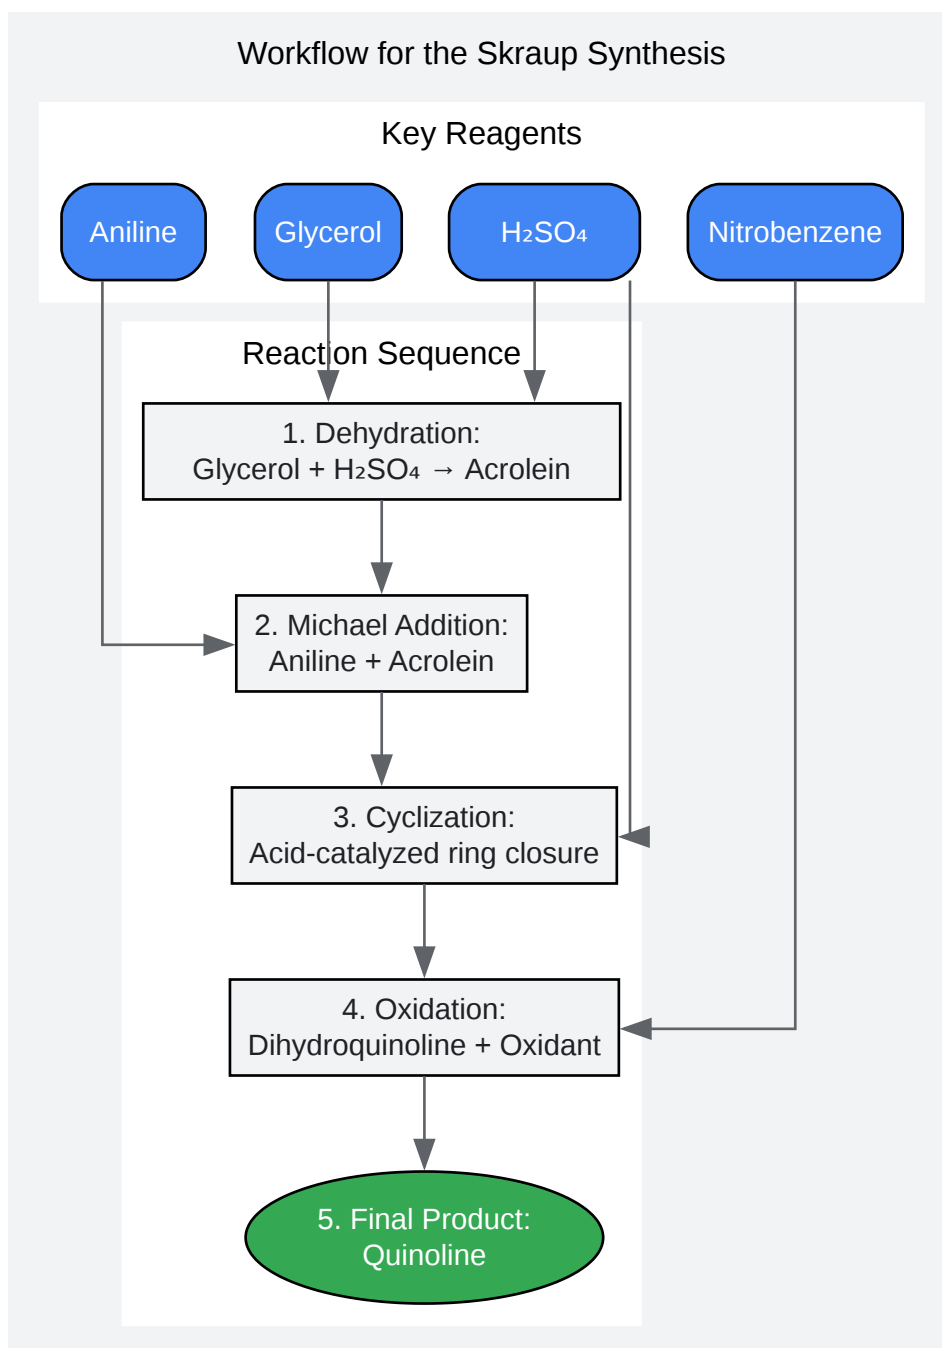 Workflow for the Skraup Synthesis
Key Reagents
Aniline
Glycerol
H₂SO₄
Nitrobenzene
Reaction Sequence
1. Dehydration:
Glycerol + H₂SO₄ → Acrolein
2. Michael Addition:
Aniline + Acrolein
3. Cyclization:
Acid-catalyzed ring closure
4. Oxidation:
Dihydroquinoline + Oxidant
5. Final Product:
Quinoline